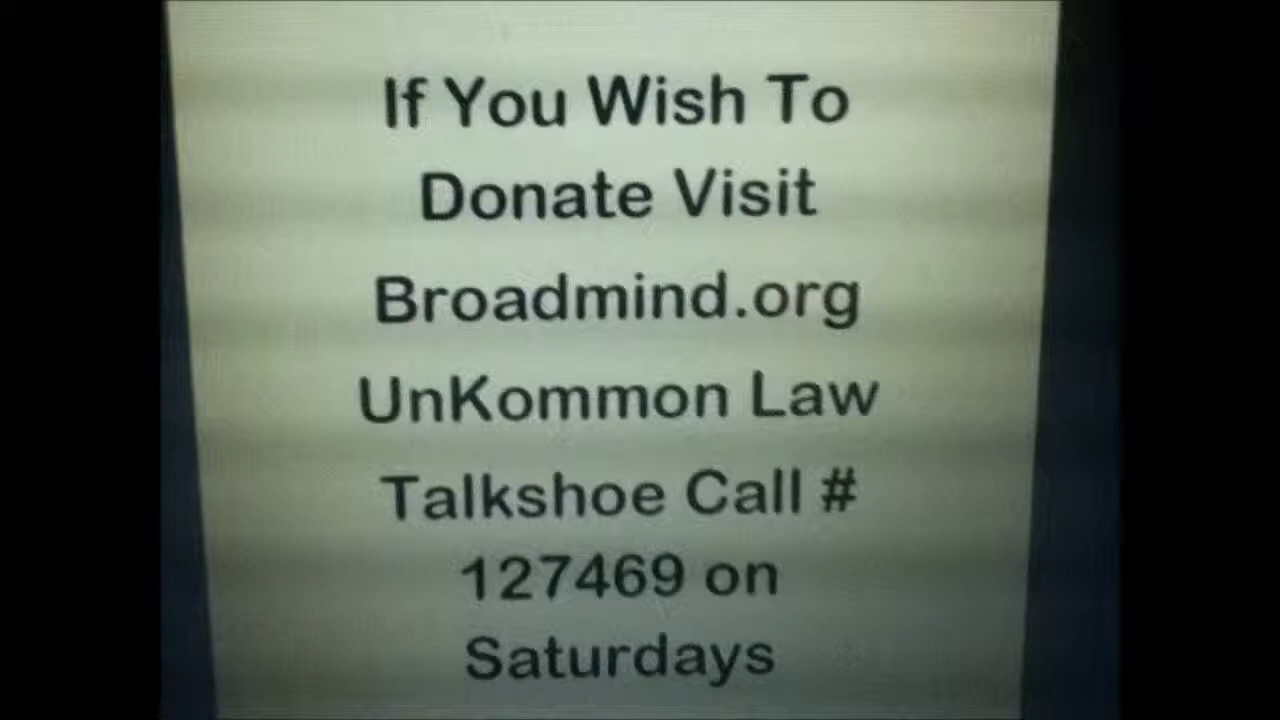 If You Wish To
Donate Visit
Broadmind.org
UnKommon Law
Talkshoe Call #
127469 on
Saturdays